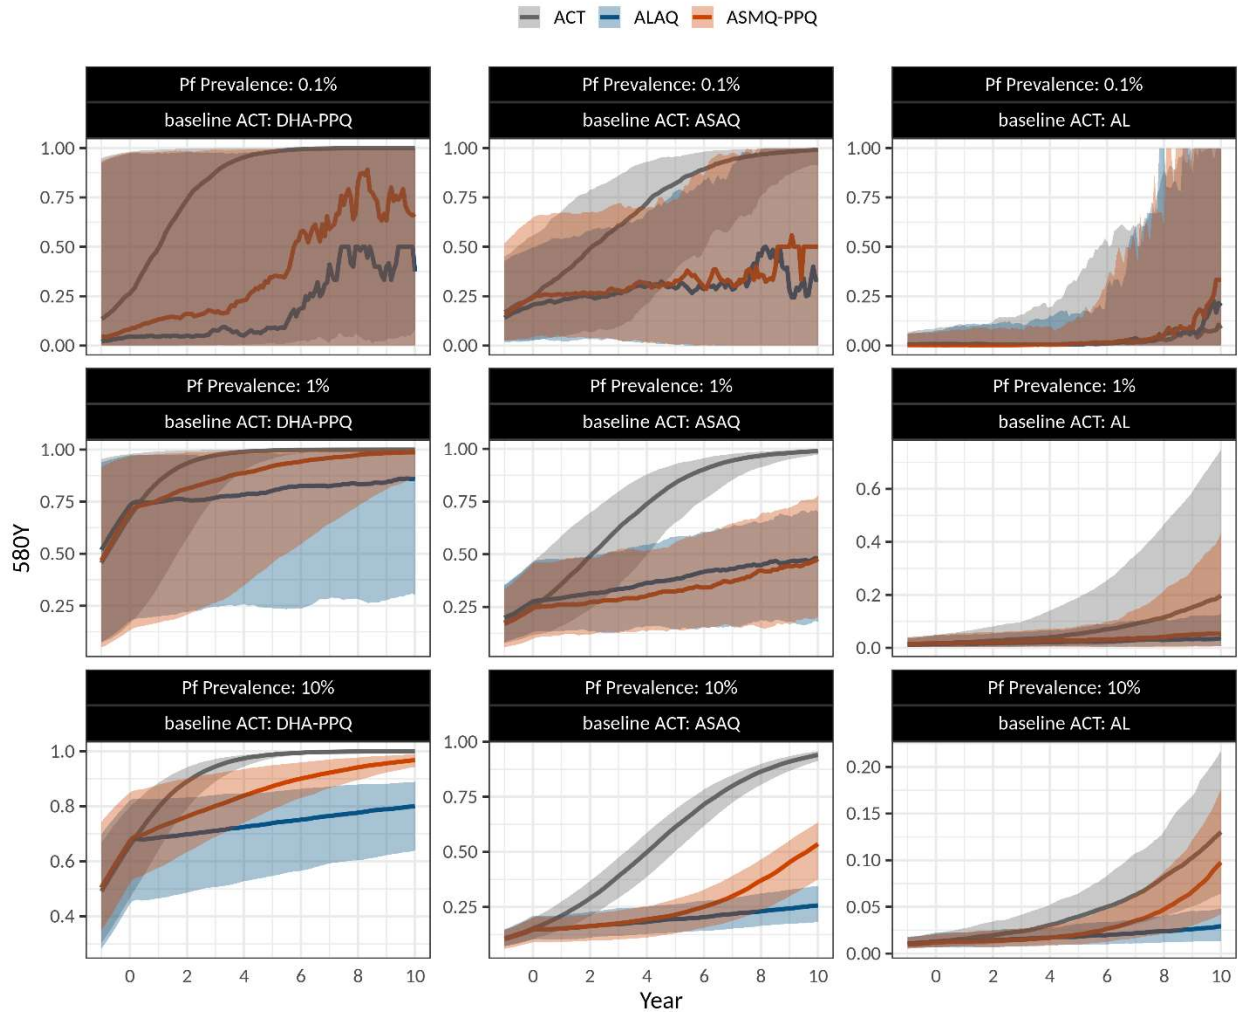 ACT ALAQ ASMQ-PPQ
Pf Prevalence: 0.1% Pf Prevalence: 0.1% Pf Prevalence: 0.1%
baseline ACT: DHA-PPQ baseline ACT: ASAQ baseline ACT: AL
1.00 1.00 1.00
0.75 0.75 0.75
0.50 0.50 0.50
0.25 0.25 0.25
0.00 0.00 0.00
Pf Prevalence: 1% Pf Prevalence: 1% Pf Prevalence: 1%
baseline ACT: DHA-PPQ baseline ACT: ASAQ baseline ACT: AL
1.00 1.00
0.6
0.75 0.75
0.4
0.50 0.50
0.2
0.25 0.25
0.0
580Y
Pf Prevalence: 10% Pf Prevalence: 10% Pf Prevalence: 10%
baseline ACT: DHA-PPQ baseline ACT: ASAQ baseline ACT: AL
1.0 1.00 0.20
0.8 0.75 0.15
0.6 0.50 0.10
0.4 0.25 0.05
0.00
0 2 4 6 8 10 0 2 4 6 8 10 0 2 4 6 8 10
Year